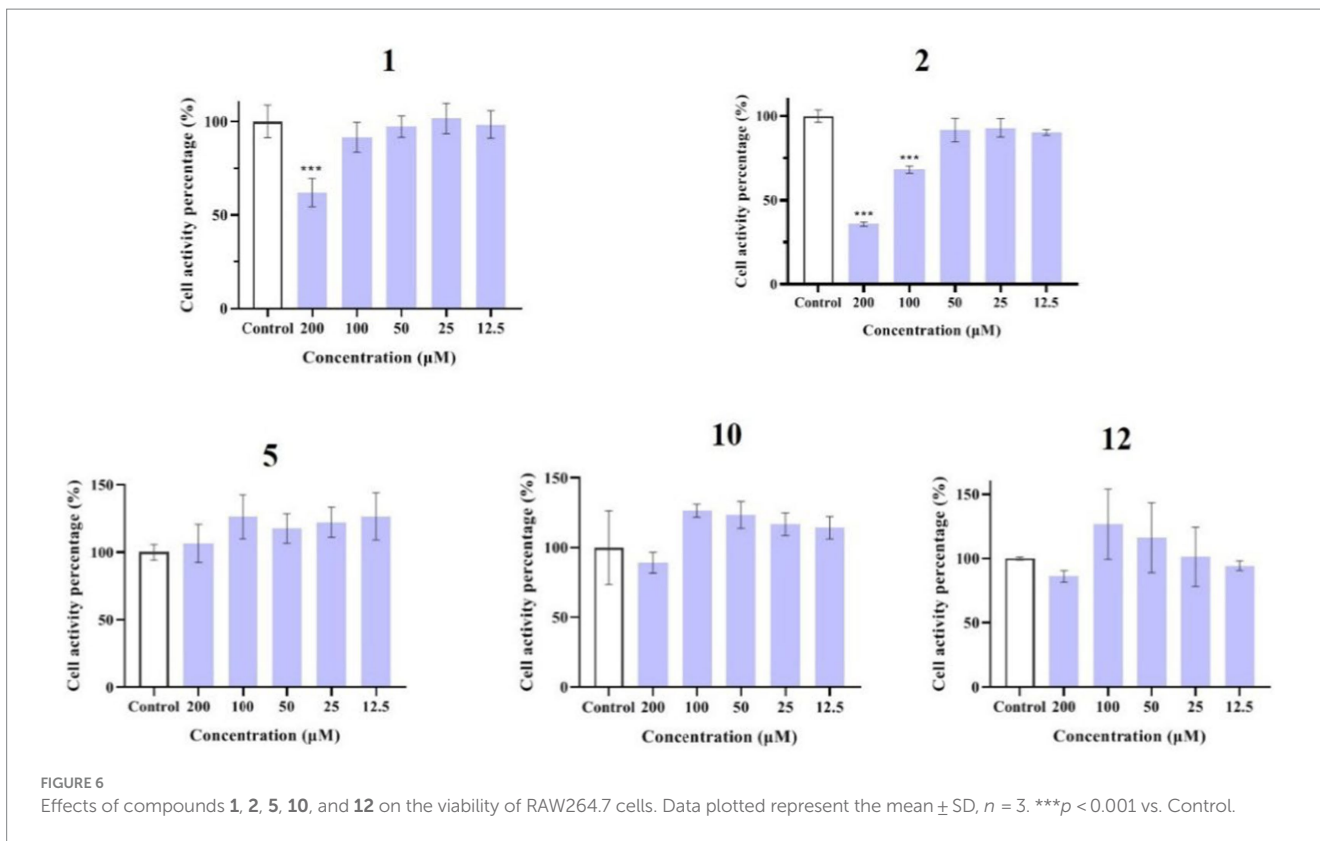 1
Cell activity percentage (%)
100
50
0
***
Control 200 100 50 25 12.5
Concentration (µM)
2
Cell activity percentage (%)
100
50
0
***
***
Control 200 100 50 25 12.5
Concentration (µM)
5
Cell activity percentage (%)
150
100
50
0
Control 200 100 50 25 12.5
Concentration (µM)
10
Cell activity percentage (%)
150
100
50
0
Control 200 100 50 25 12.5
Concentration (µM)
12
Cell activity percentage (%)
150
100
50
0
Control 200 100 50 25 12.5
Concentration (µM)
FIGURE 6
Effects of compounds 1, 2, 5, 10, and 12 on the viability of RAW264.7 cells. Data plotted represent the mean ± SD, n = 3. ***p < 0.001 vs. Control.